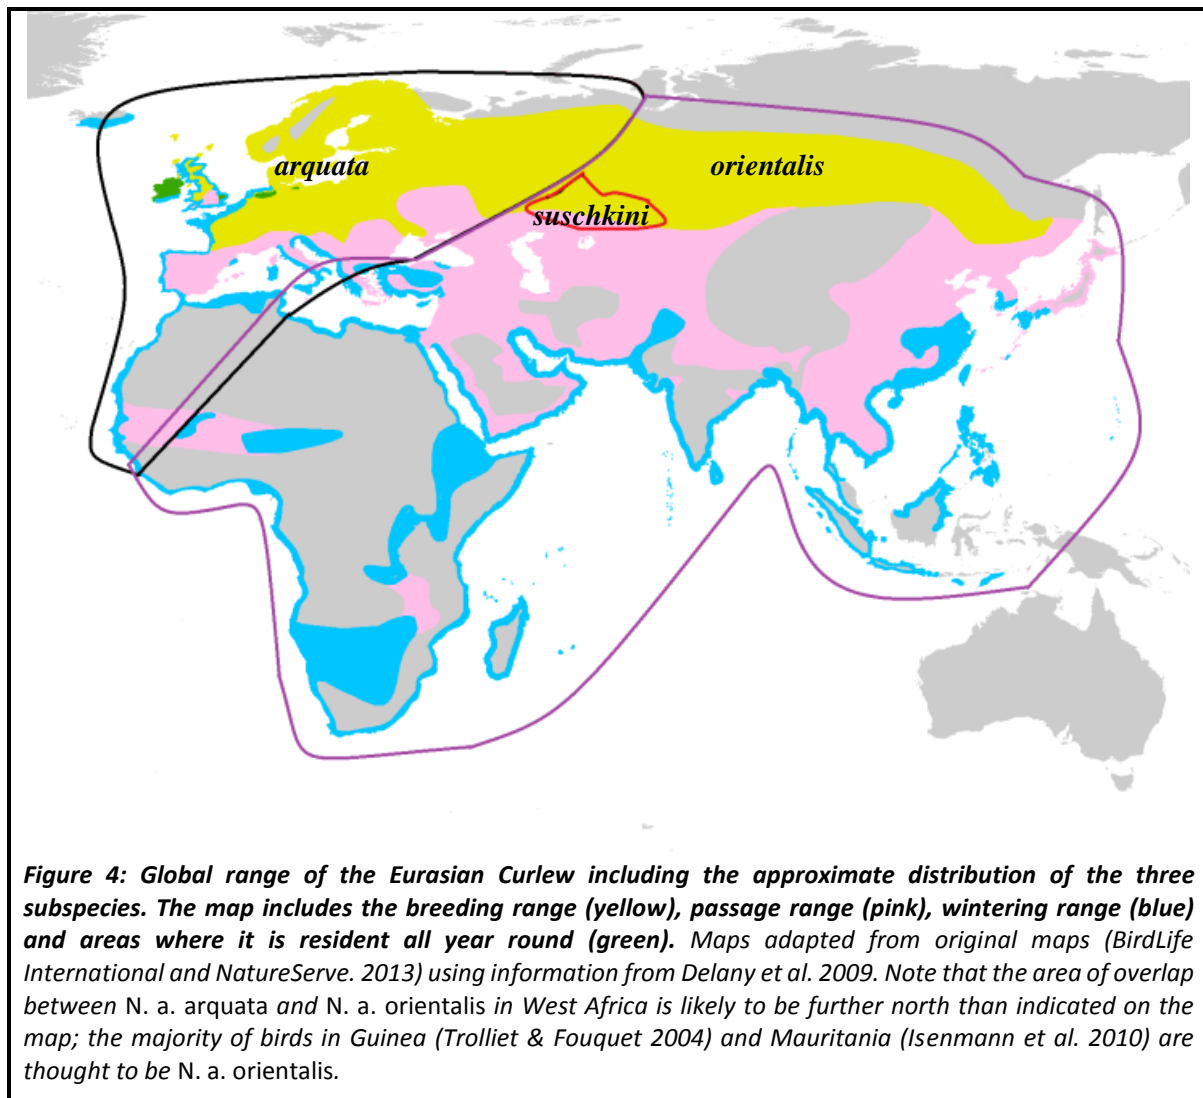 arquata
orientalis
suschkini
Figure 4: Global range of the Eurasian Curlew including the approximate distribution of the three
subspecies. The map includes the breeding range (yellow), passage range (pink), wintering range (blue)
and areas where it is resident all year round (green). Maps adapted from original maps (BirdLife
International and NatureServe. 2013) using information from Delany et al. 2009. Note that the area of overlap
between N. a. arquata and N. a. orientalis in West Africa is likely to be further north than indicated on the
map; the majority of birds in Guinea (Trolliet & Fouquet 2004) and Mauritania (Isenmann et al. 2010) are
thought to be N. a. orientalis.